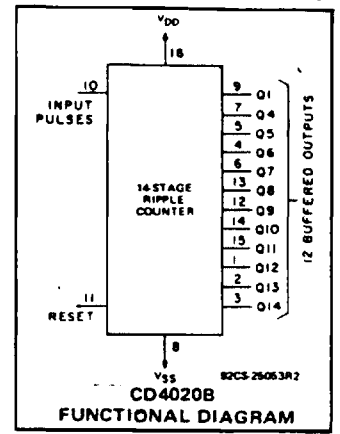 VDD
16
10
INPUT
PULSES
9 Q1
7 Q4
5 Q5
4 Q6
6 Q7
13 Q8
12 Q9
14 Q10
15 Q11
1 Q12
2 Q13
3 Q14
12 BUFFERED OUTPUTS
14-STAGE
RIPPLE
COUNTER
11
RESET
8
VSS
92CS-25053R2
CD4020B
FUNCTIONAL DIAGRAM